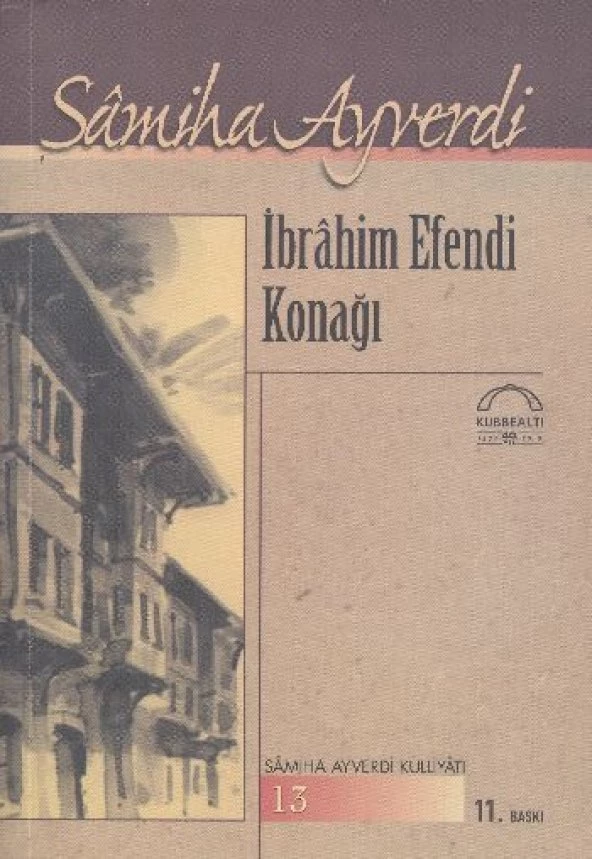 Sâmiha Ayverdi
İbrâhim Efendi
Konağı
KUBBEALTI
SÂMİHA AYVERDİ KÜLLİYÂTI
13
11. BASKI